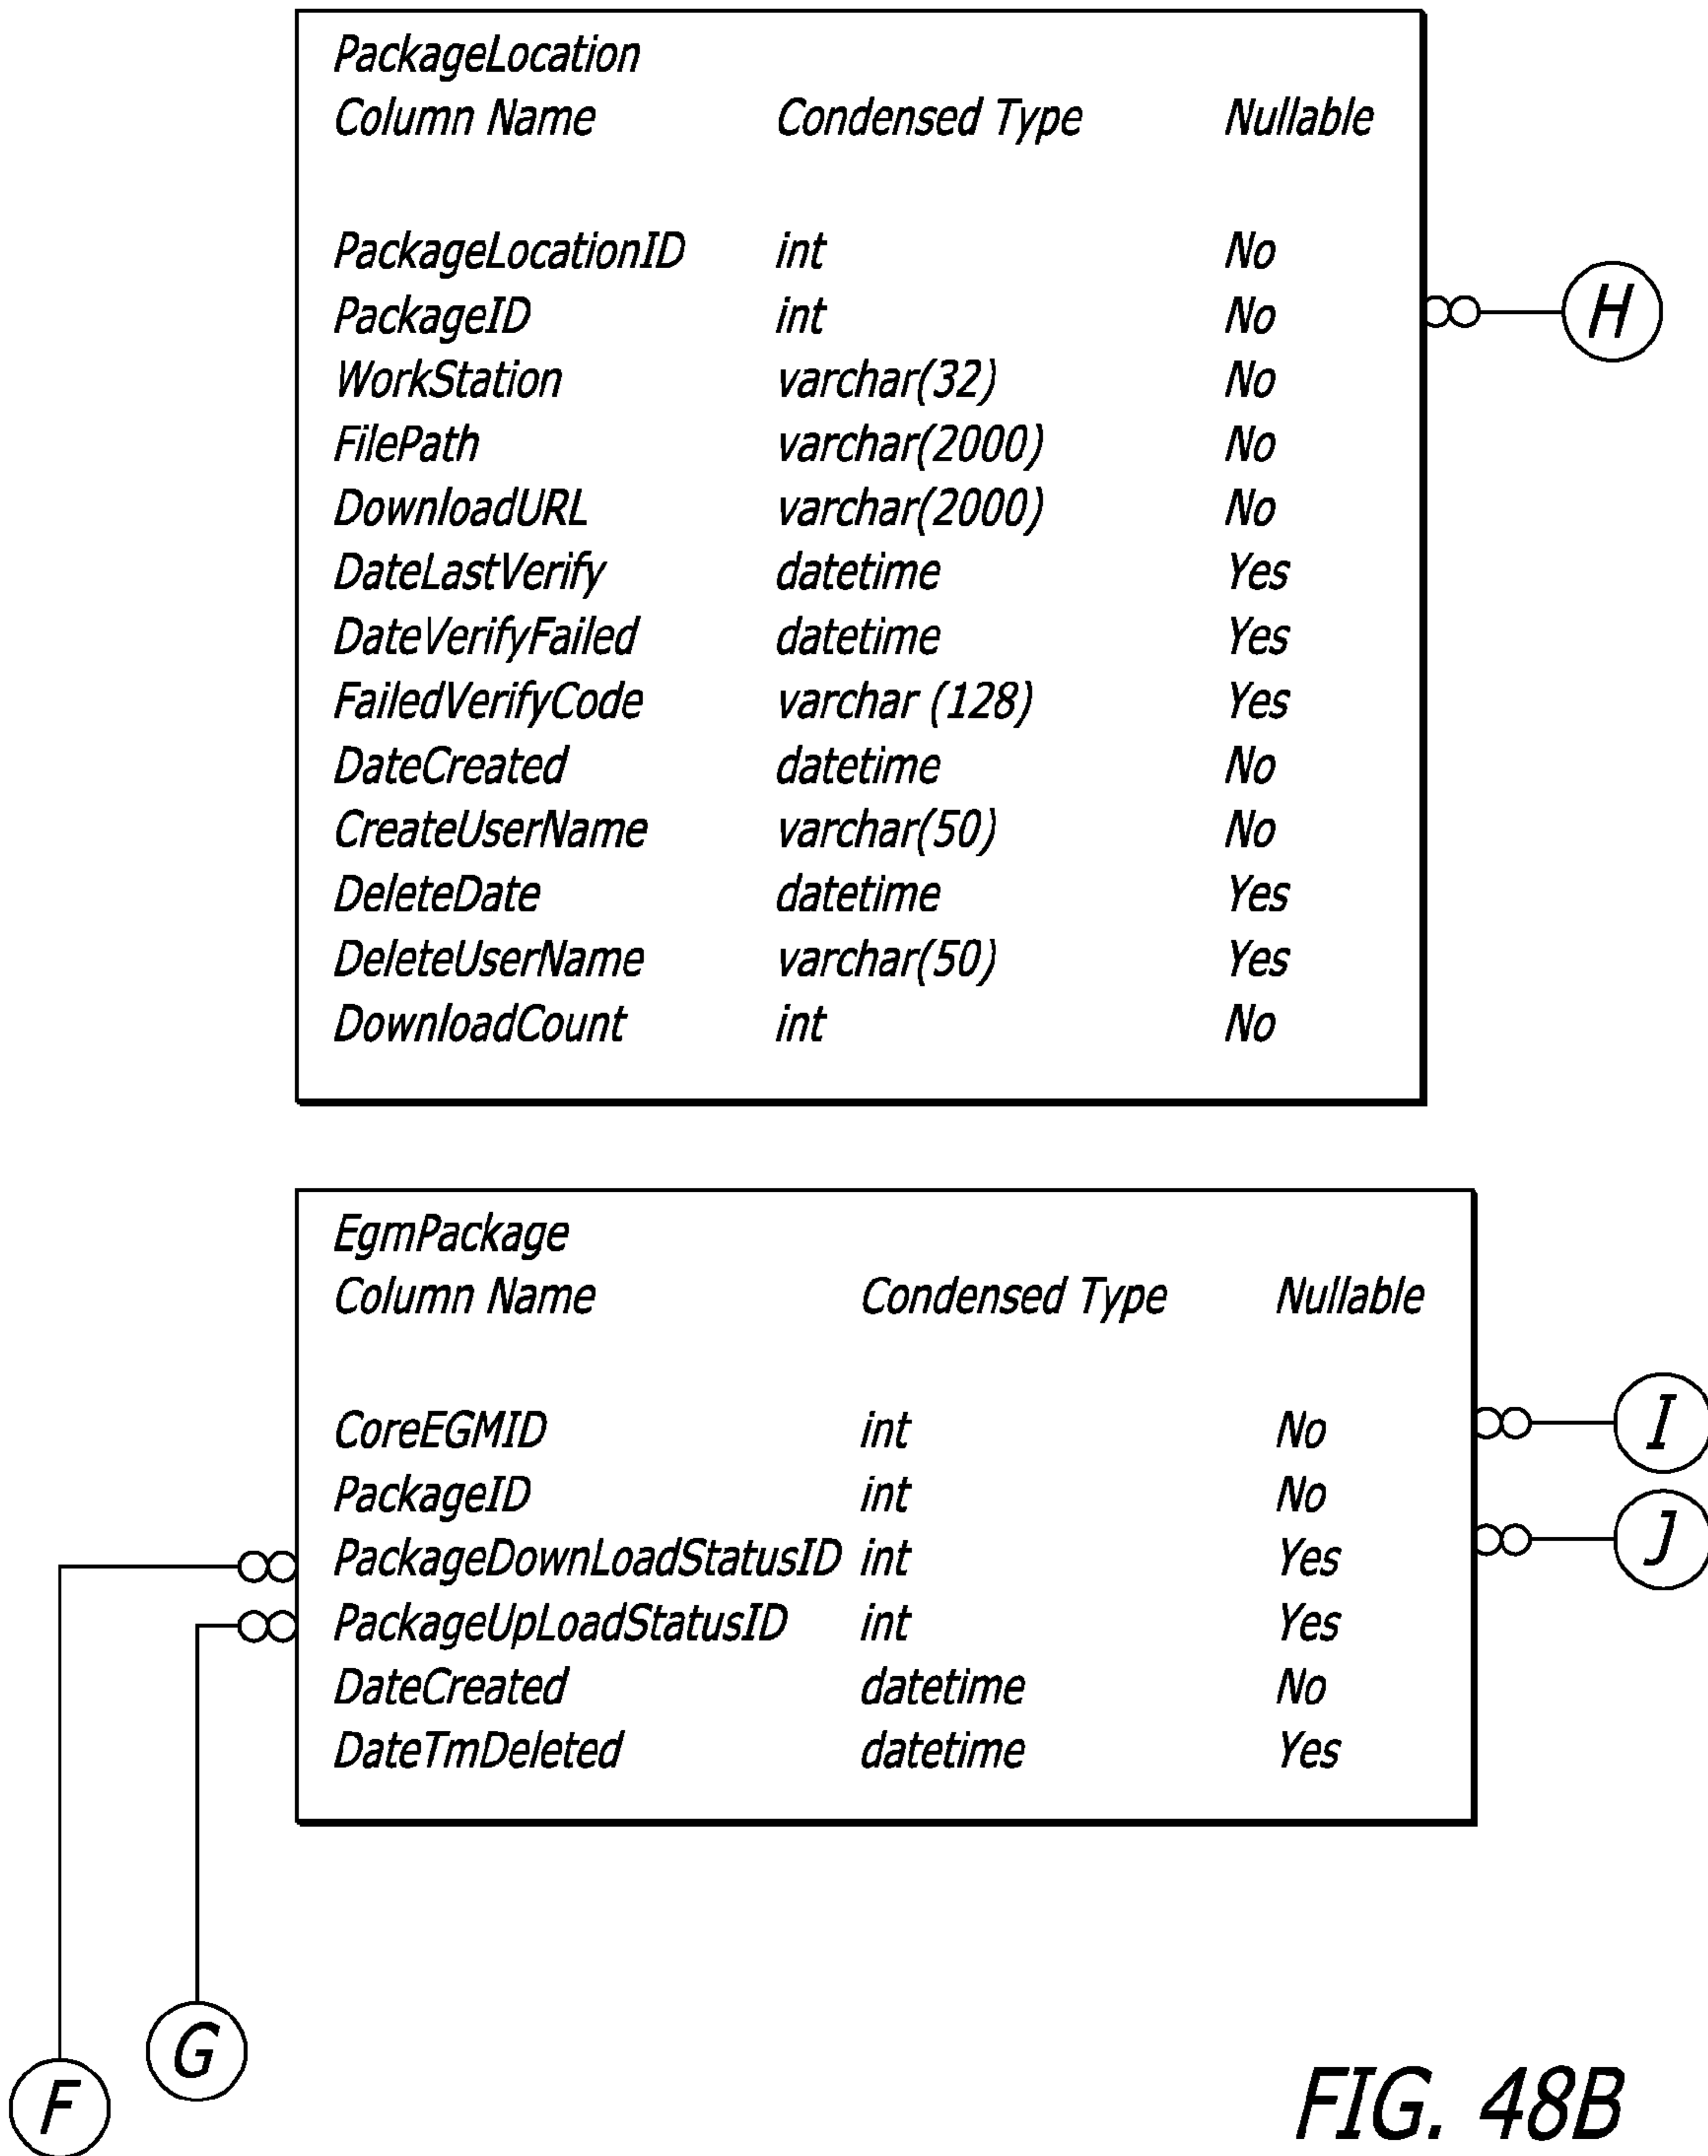 PackageLocation
Column Name Condensed Type Nullable
PackageLocationID int No
PackageID int No
H
WorkStation varchar(32) No
FilePath varchar(2000) No
DownloadURL varchar(2000) No
DateLastVerify datetime Yes
DateVerifyFailed datetime Yes
FailedVerifyCode varchar (128) Yes
DateCreated datetime No
CreateUserName varchar(50) No
DeleteDate datetime Yes
DeleteUserName varchar(50) Yes
DownloadCount int No
EgmPackage
Column Name Condensed Type Nullable
CoreEGMID int No
I
PackageID int No
PackageDownLoadStatusID int Yes
J
PackageUpLoadStatusID int Yes
DateCreated datetime No
DateTmDeleted datetime Yes
G
F
FIG. 48B